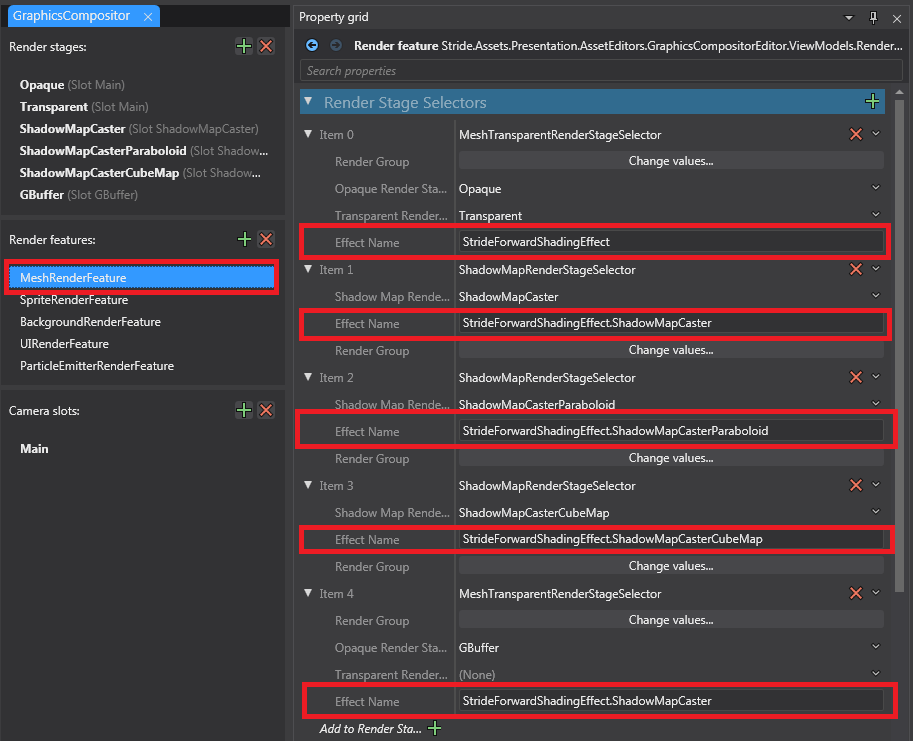 GraphicsCompositor
Render stages:
Opaque (Slot Main)
Transparent (Slot Main)
ShadowMapCaster (Slot ShadowMapCaster)
ShadowMapCasterParaboloid (Slot Shadow...
ShadowMapCasterCubeMap (Slot Shadow...
GBuffer (Slot GBuffer)
Render features:
MeshRenderFeature
SpriteRenderFeature
BackgroundRenderFeature
UIRenderFeature
ParticleEmitterRenderFeature
Camera slots:
Main
Property grid
Render feature Stride.Assets.Presentation.AssetEditors.GraphicsCompositorEditor.ViewModels.Render...
Search properties
Render Stage Selectors
Item 0 MeshTransparentRenderStageSelector
Render Group Change values...
Opaque Render Sta... Opaque
Transparent Render... Transparent
Effect Name StrideForwardShadingEffect
Item 1 ShadowMapRenderStageSelector
Shadow Map Rende... ShadowMapCaster
Effect Name StrideForwardShadingEffect.ShadowMapCaster
Render Group Change values...
Item 2 ShadowMapRenderStageSelector
Shadow Map Rende... ShadowMapCasterParaboloid
Effect Name StrideForwardShadingEffect.ShadowMapCasterParaboloid
Render Group Change values...
Item 3 ShadowMapRenderStageSelector
Shadow Map Rende... ShadowMapCasterCubeMap
Effect Name StrideForwardShadingEffect.ShadowMapCasterCubeMap
Render Group Change values...
Item 4 MeshTransparentRenderStageSelector
Render Group Change values...
Opaque Render Sta... GBuffer
Transparent Render... (None)
Effect Name StrideForwardShadingEffect.ShadowMapCaster
Add to Render Sta...